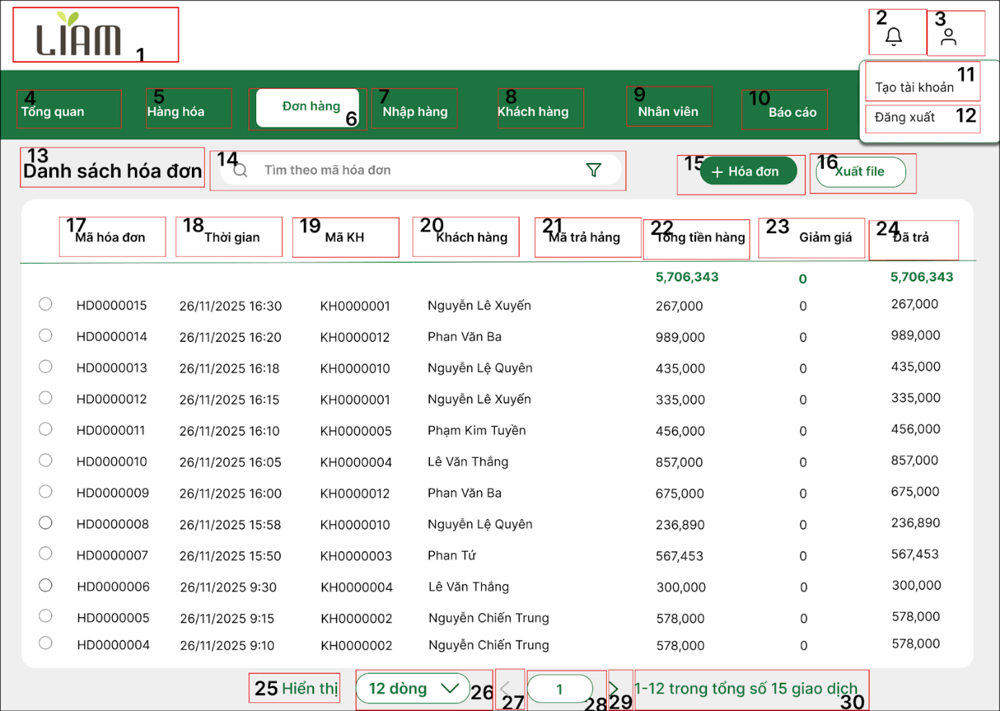 LIAM
1
2
3
11
Tạo tài khoản
12
Đăng xuất
4
Tổng quan
5
Hàng hóa
Đơn hàng
6
7
Nhập hàng
8
Khách hàng
9
Nhân viên
10
Báo cáo
13
Danh sách hóa đơn
14
Tìm theo mã hóa đơn
15
+ Hóa đơn
16
Xuất file
17
Mã hóa đơn
18
Thời gian
19
Mã KH
20
Khách hàng
21
Mã trả hảng
22
Tổng tiền hàng
23
Giảm giá
24
Đã trả
5,706,343 0 5,706,343
HD0000015 26/11/2025 16:30 KH0000001 Nguyễn Lê Xuyến 267,000 0 267,000
HD0000014 26/11/2025 16:20 KH0000012 Phan Văn Ba 989,000 0 989,000
HD0000013 26/11/2025 16:18 KH0000010 Nguyễn Lệ Quyên 435,000 0 435,000
HD0000012 26/11/2025 16:15 KH0000001 Nguyễn Lê Xuyến 335,000 0 335,000
HD0000011 26/11/2025 16:10 KH0000005 Phạm Kim Tuyền 456,000 0 456,000
HD0000010 26/11/2025 16:05 KH0000004 Lê Văn Thắng 857,000 0 857,000
HD0000009 26/11/2025 16:00 KH0000012 Phan Văn Ba 675,000 0 675,000
HD0000008 26/11/2025 15:58 KH0000010 Nguyễn Lệ Quyên 236,890 0 236,890
HD0000007 26/11/2025 15:50 KH0000003 Phan Tứ 567,453 0 567,453
HD0000006 26/11/2025 9:30 KH0000004 Lê Văn Thắng 300,000 0 300,000
HD0000005 26/11/2025 9:15 KH0000002 Nguyễn Chiến Trung 578,000 0 578,000
HD0000004 26/11/2025 9:10 KH0000002 Nguyễn Chiến Trung 578,000 0 578,000
25 Hiển thị
12 dòng
26
27
1
28
29
1-12 trong tổng số 15 giao dịch
30